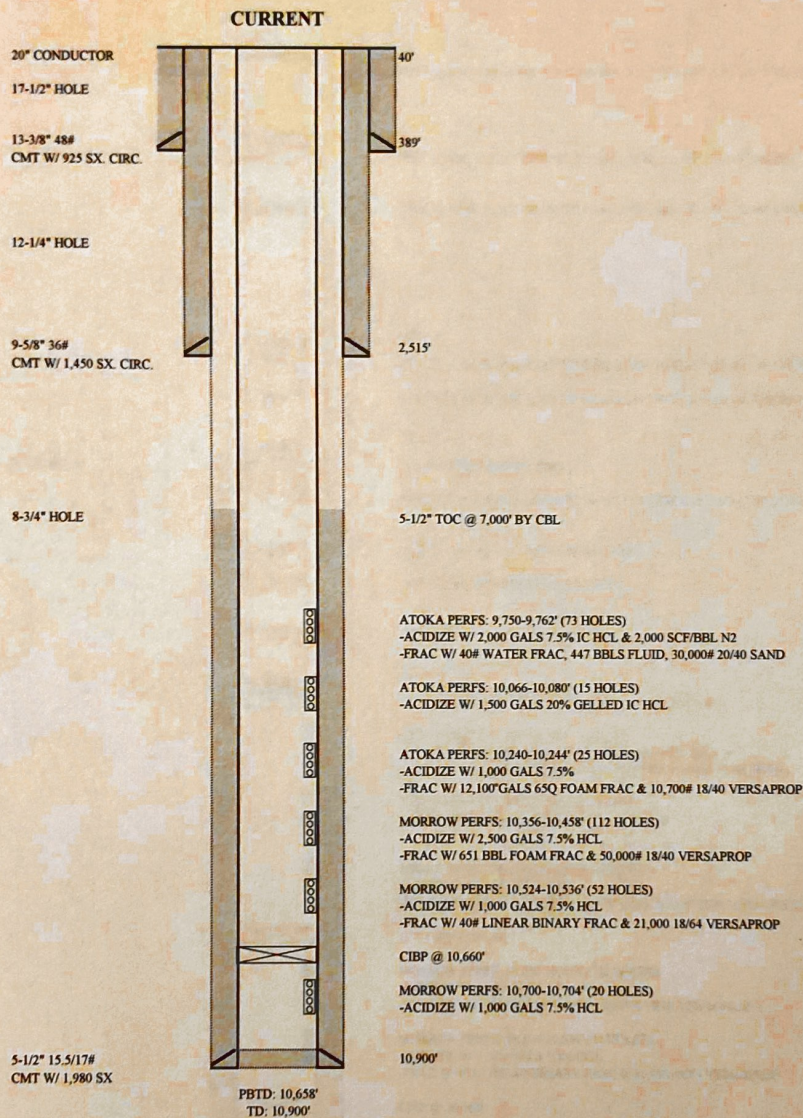 CURRENT
20" CONDUCTOR
40'
17-1/2" HOLE
13-3/8" 48#
CMT W/ 925 SX. CIRC.
389'
12-1/4" HOLE
9-5/8" 36#
CMT W/ 1,450 SX. CIRC.
2,515'
8-3/4" HOLE
5-1/2" TOC @ 7,000' BY CBL
ATOKA PERFS: 9,750-9,762' (73 HOLES)
-ACIDIZE W/ 2,000 GALS 7.5% IC HCL & 2,000 SCF/BBL N2
-FRAC W/ 40# WATER FRAC, 447 BBLS FLUID, 30,000# 20/40 SAND
ATOKA PERFS: 10,066-10,080' (15 HOLES)
-ACIDIZE W/ 1,500 GALS 20% GELLED IC HCL
ATOKA PERFS: 10,240-10,244' (25 HOLES)
-ACIDIZE W/ 1,000 GALS 7.5%
-FRAC W/ 12,100"GALS 65Q FOAM FRAC & 10,700# 18/40 VERSAPROP
MORROW PERFS: 10,356-10,458' (112 HOLES)
-ACIDIZE W/ 2,500 GALS 7.5% HCL
-FRAC W/ 651 BBL FOAM FRAC & 50,000# 18/40 VERSAPROP
MORROW PERFS: 10,524-10,536' (52 HOLES)
-ACIDIZE W/ 1,000 GALS 7.5% HCL
-FRAC W/ 40# LINEAR BINARY FRAC & 21,000 18/64 VERSAPROP
CIBP @ 10,660'
MORROW PERFS: 10,700-10,704' (20 HOLES)
-ACIDIZE W/ 1,000 GALS 7.5% HCL
5-1/2" 15.5/17#
CMT W/ 1,980 SX
10,900'
PBTD: 10,658'
TD: 10,900'